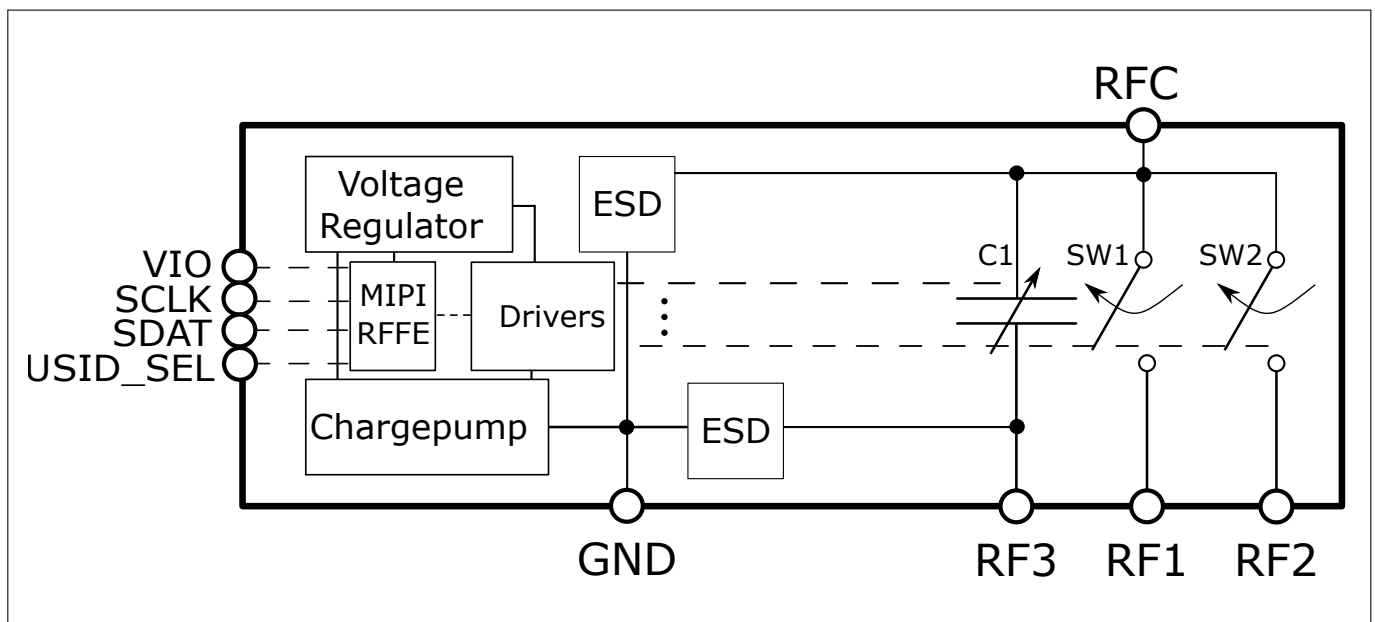 RFC
Voltage
Regulator
ESD
C1
SW1
SW2
VIO
SCLK
SDAT
USID_SEL
MIPI
RFFE
Drivers
Chargepump
ESD
GND
RF3
RF1
RF2